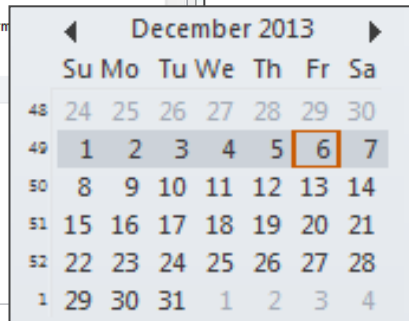 December 2013
Su Mo Tu We Th Fr Sa
48 24 25 26 27 28 29 30
49 1 2 3 4 5 6 7
50 8 9 10 11 12 13 14
51 15 16 17 18 19 20 21
52 22 23 24 25 26 27 28
1 29 30 31 1 2 3 4